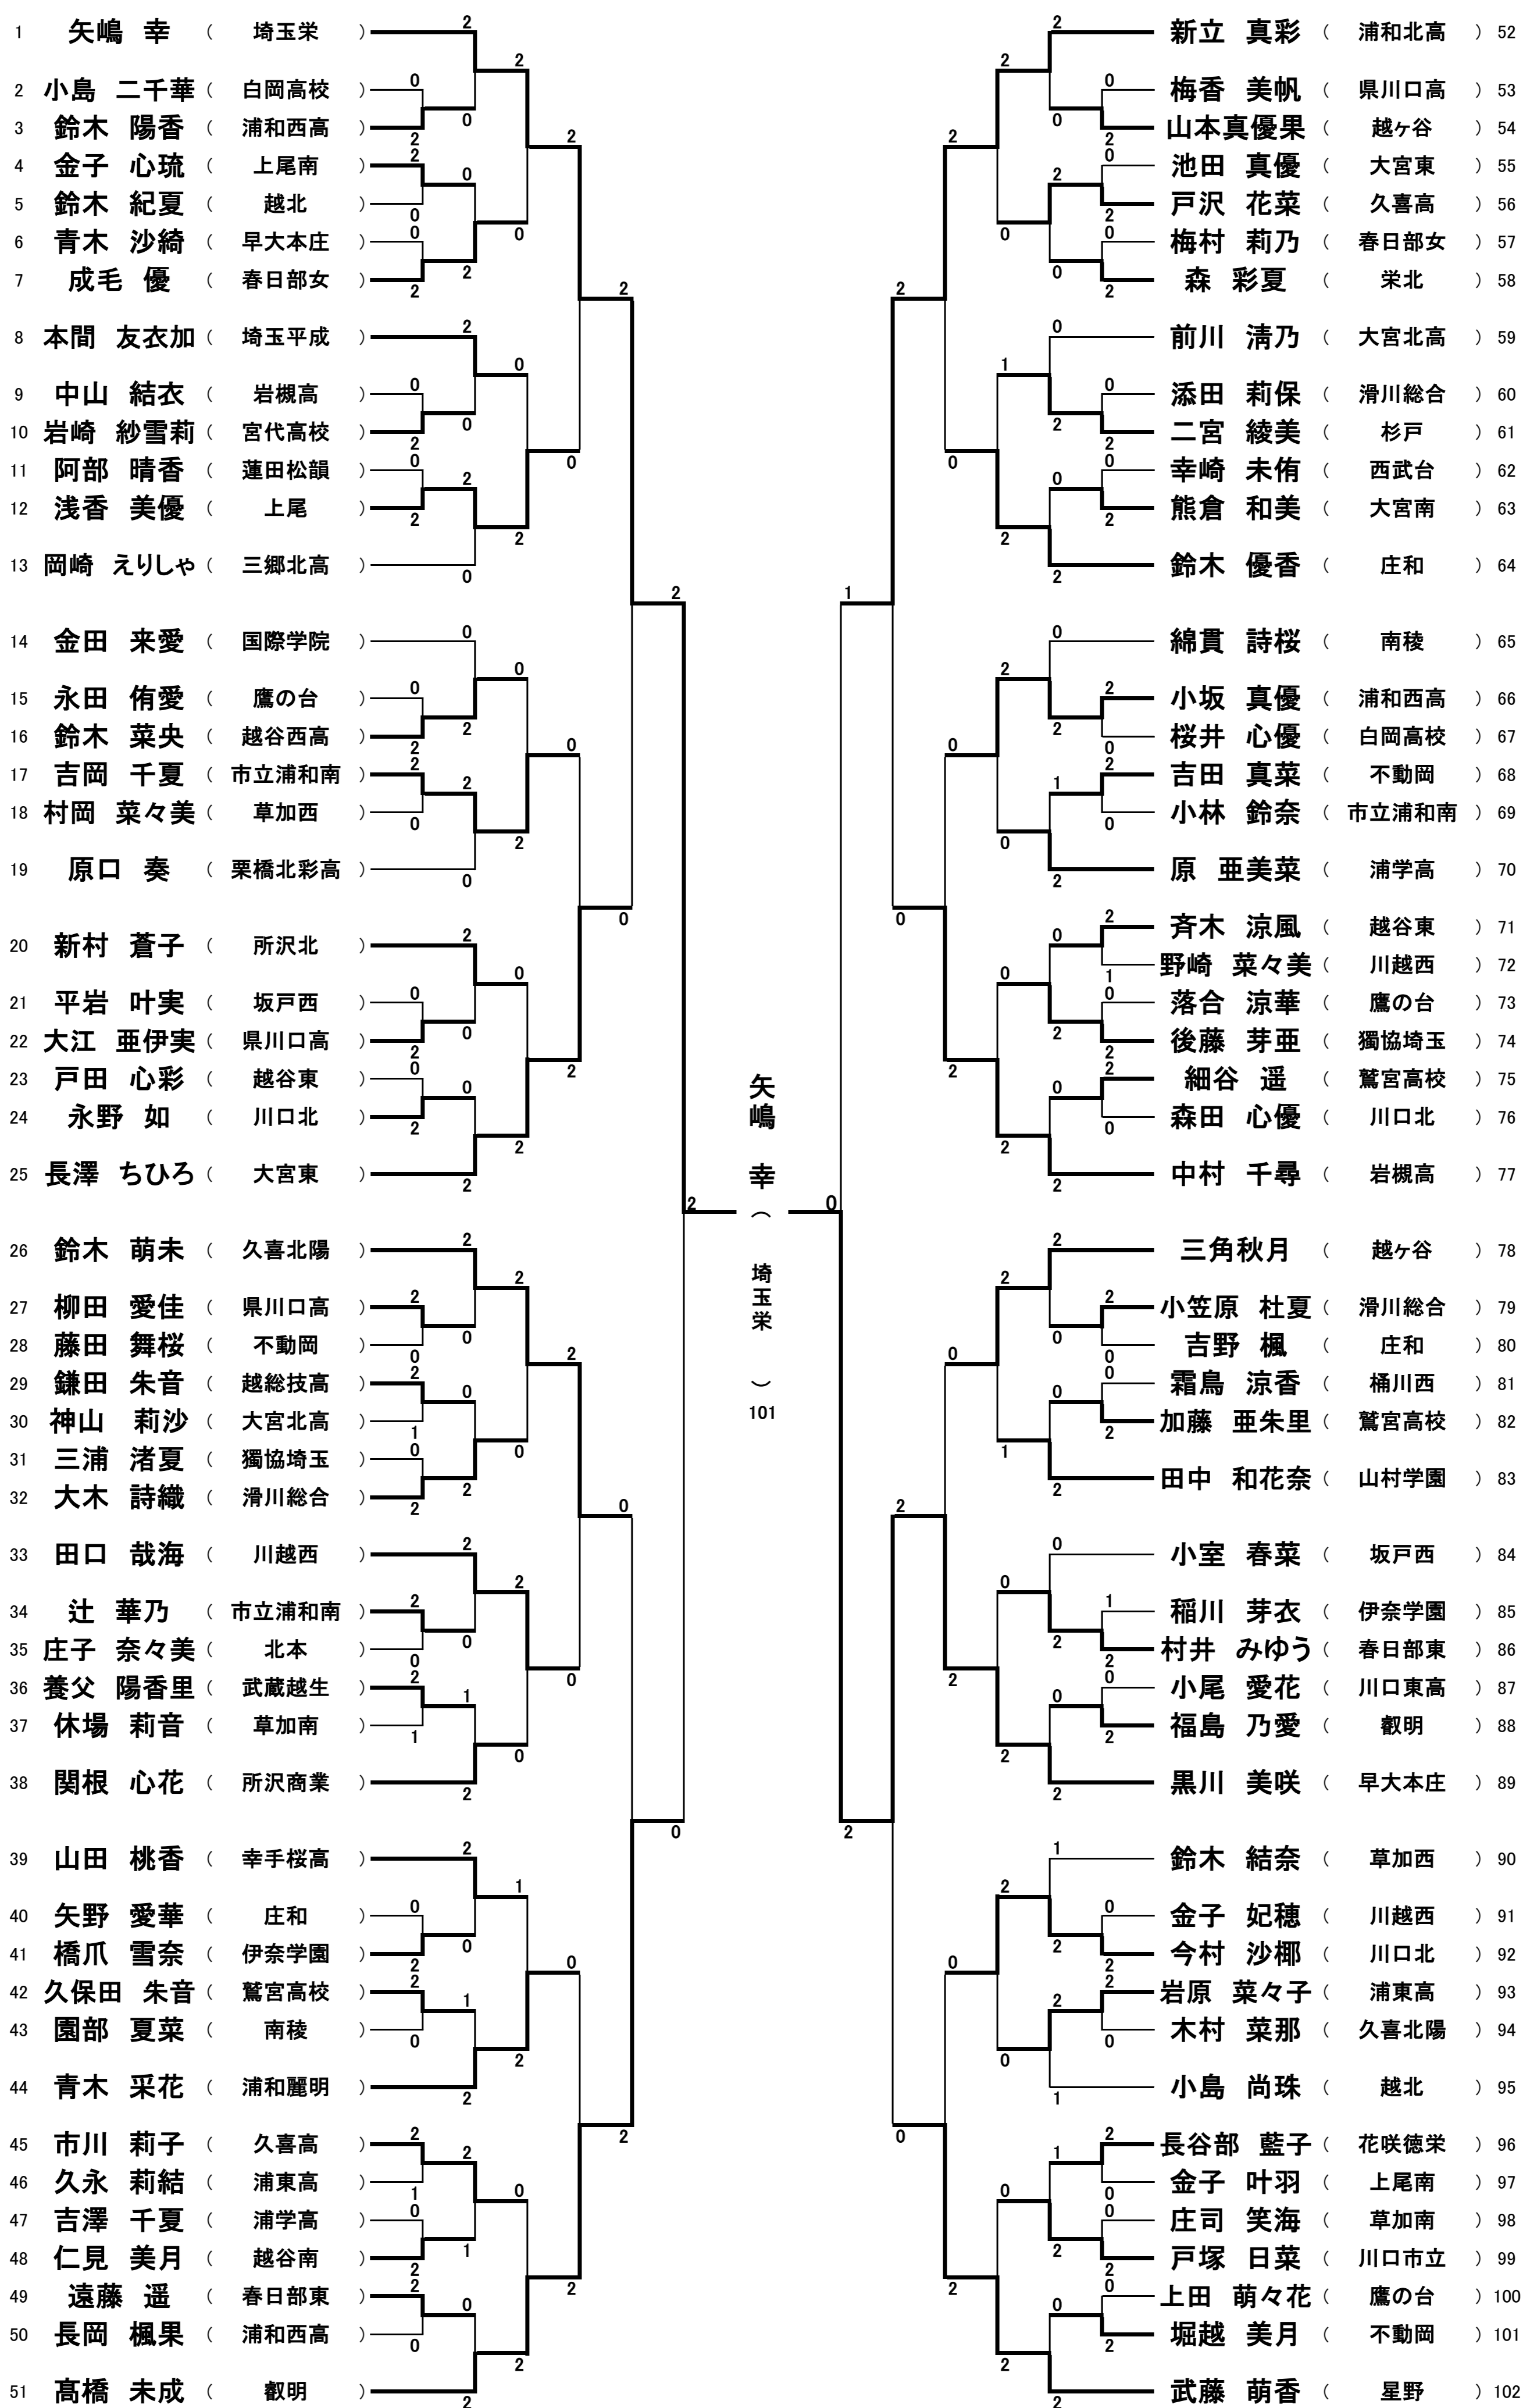 1 矢嶋 幸 （ 埼玉栄 ）
2 小島 二千華 （ 白岡高校 ）
3 鈴木 陽香 （ 浦和西高 ）
4 金子 心琉 （ 上尾南 ）
5 鈴木 紀夏 （ 越北 ）
6 青木 沙綺 （ 早大本庄 ）
7 成毛 優 （ 春日部女 ）
8 本間 友衣加 （ 埼玉平成 ）
9 中山 結衣 （ 岩槻高 ）
10 岩崎 紗雪莉 （ 宮代高校 ）
11 阿部 晴香 （ 蓮田松韻 ）
12 浅香 美優 （ 上尾 ）
13 岡崎 えりしゃ （ 三郷北高 ）
14 金田 来愛 （ 国際学院 ）
15 永田 侑愛 （ 鷹の台 ）
16 鈴木 菜央 （ 越谷西高 ）
17 吉岡 千夏 （ 市立浦和南 ）
18 村岡 菜々美 （ 草加西 ）
19 原口 奏 （ 栗橋北彩高 ）
20 新村 蒼子 （ 所沢北 ）
21 平岩 叶実 （ 坂戸西 ）
22 大江 亜伊実 （ 県川口高 ）
23 戸田 心彩 （ 越谷東 ）
24 永野 如 （ 川口北 ）
25 長澤 ちひろ （ 大宮東 ）
26 鈴木 萌未 （ 久喜北陽 ）
27 柳田 愛佳 （ 県川口高 ）
28 藤田 舞桜 （ 不動岡 ）
29 鎌田 朱音 （ 越総技高 ）
30 神山 莉沙 （ 大宮北高 ）
31 三浦 渚夏 （ 獨協埼玉 ）
32 大木 詩織 （ 滑川総合 ）
33 田口 哉海 （ 川越西 ）
34 辻 華乃 （ 市立浦和南 ）
35 庄子 奈々美 （ 北本 ）
36 養父 陽香里 （ 武蔵越生 ）
37 休場 莉音 （ 草加南 ）
38 関根 心花 （ 所沢商業 ）
39 山田 桃香 （ 幸手桜高 ）
40 矢野 愛華 （ 庄和 ）
41 橋爪 雪奈 （ 伊奈学園 ）
42 久保田 朱音 （ 鷲宮高校 ）
43 園部 夏菜 （ 南稜 ）
44 青木 采花 （ 浦和麗明 ）
45 市川 莉子 （ 久喜高 ）
46 久永 莉結 （ 浦東高 ）
47 吉澤 千夏 （ 浦学高 ）
48 仁見 美月 （ 越谷南 ）
49 遠藤 遥 （ 春日部東 ）
50 長岡 楓果 （ 浦和西高 ）
51 髙橋 未成 （ 叡明 ）
矢嶋 幸 （ 埼玉栄 ） 101
新立 真彩 （ 浦和北高 ） 52
梅香 美帆 （ 県川口高 ） 53
山本真優果 （ 越ヶ谷 ） 54
池田 真優 （ 大宮東 ） 55
戸沢 花菜 （ 久喜高 ） 56
梅村 莉乃 （ 春日部女 ） 57
森 彩夏 （ 栄北 ） 58
前川 淸乃 （ 大宮北高 ） 59
添田 莉保 （ 滑川総合 ） 60
二宮 綾美 （ 杉戸 ） 61
幸崎 未侑 （ 西武台 ） 62
熊倉 和美 （ 大宮南 ） 63
鈴木 優香 （ 庄和 ） 64
綿貫 詩桜 （ 南稜 ） 65
小坂 真優 （ 浦和西高 ） 66
桜井 心優 （ 白岡高校 ） 67
吉田 真菜 （ 不動岡 ） 68
小林 鈴奈 （ 市立浦和南 ） 69
原 亜美菜 （ 浦学高 ） 70
斉木 涼風 （ 越谷東 ） 71
野崎 菜々美 （ 川越西 ） 72
落合 涼華 （ 鷹の台 ） 73
後藤 芽亜 （ 獨協埼玉 ） 74
細谷 遥 （ 鷲宮高校 ） 75
森田 心優 （ 川口北 ） 76
中村 千尋 （ 岩槻高 ） 77
三角秋月 （ 越ヶ谷 ） 78
小笠原 杜夏 （ 滑川総合 ） 79
吉野 楓 （ 庄和 ） 80
霜鳥 涼香 （ 桶川西 ） 81
加藤 亜朱里 （ 鷲宮高校 ） 82
田中 和花奈 （ 山村学園 ） 83
小室 春菜 （ 坂戸西 ） 84
稲川 芽衣 （ 伊奈学園 ） 85
村井 みゆう （ 春日部東 ） 86
小尾 愛花 （ 川口東高 ） 87
福島 乃愛 （ 叡明 ） 88
黒川 美咲 （ 早大本庄 ） 89
鈴木 結奈 （ 草加西 ） 90
金子 妃穂 （ 川越西 ） 91
今村 沙椰 （ 川口北 ） 92
岩原 菜々子 （ 浦東高 ） 93
木村 菜那 （ 久喜北陽 ） 94
小島 尚珠 （ 越北 ） 95
長谷部 藍子 （ 花咲徳栄 ） 96
金子 叶羽 （ 上尾南 ） 97
庄司 笑海 （ 草加南 ） 98
戸塚 日菜 （ 川口市立 ） 99
上田 萌々花 （ 鷹の台 ） 100
堀越 美月 （ 不動岡 ） 101
武藤 萌香 （ 星野 ） 102